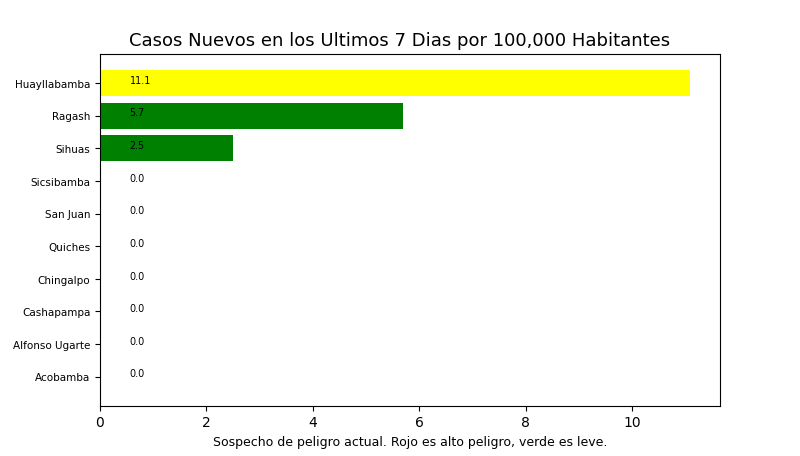 Casos Nuevos en los Ultimos 7 Dias por 100,000 Habitantes
Huayllabamba 11.1
Ragash 5.7
Sihuas 2.5
Sicsibamba 0.0
San Juan 0.0
Quiches 0.0
Chingalpo 0.0
Cashapampa 0.0
Alfonso Ugarte 0.0
Acobamba 0.0
0 2 4 6 8 10
Sospecho de peligro actual. Rojo es alto peligro, verde es leve.